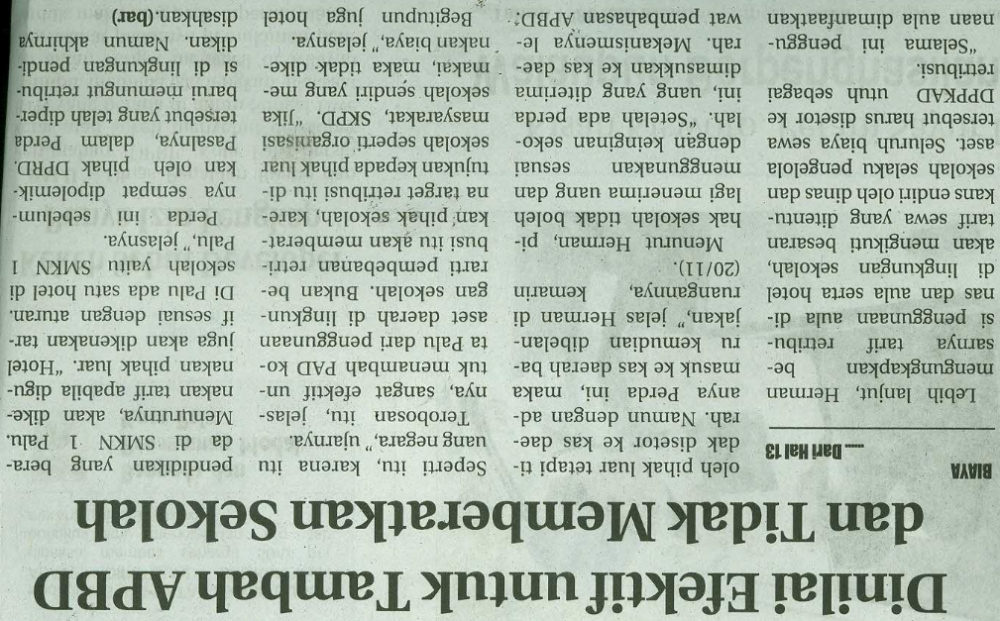 Dinilai Efektif untuk Tambah APBD
dan Tidak Memberatkan Sekolah
BIAYA
..... Dari Hal 13
Lebih lanjut, Herman
mengungkapkan be-
sarnya tarif retribu-
si penggunaan aula di-
nas dan aula serta hotel
di lingkungan sekolah,
akan mengikuti besaran
tarif sewa yang ditentu-
kans endiri oleh dinas dan
sekolah selaku pengelola
aset. Seluruh biaya sewa
tersebut harus disetor ke
DPPKAD utuh sebagai
retribusi.
"Selama ini penggu-
naan aula dimanfaatkan
oleh pihak luar tetapi ti-
dak disetor ke kas dae-
rah. Namun dengan ad-
anya Perda ini, maka
masuk ke kas daerah ba-
ru kemudian dibelan-
jakan," jelas Herman di
ruangannya, kemarin
(20/11).
Menurut Herman, pi-
hak sekolah tidak boleh
lagi menerima uang dan
menggunakan sesuai
dengan keinginan seko-
lah. "Setelah ada perda
ini, uang yang diterima
dimasukkan ke kas dae-
rah. Mekanismenya le-
wat pembahasan APBD."
Seperti itu, karena itu
uang negara," ujarnya.
Terobosan itu, jelas-
nya, sangat efektif un-
tuk menambah PAD ko-
ta Palu dari penggunaan
aset daerah di lingkun-
gan sekolah. Bukan be-
rarti pembebanan retri-
busi itu akan memberat-
kan pihak sekolah, kare-
na target retribusi itu di-
tujukan kepada pihak luar
sekolah seperti organisasi
masyarakat, SKPD. "Jika
sekolah sendiri yang me-
makai, maka tidak dike-
nakan biaya," jelasnya.
Begitupun juga hotel
pendidikan yang bera-
da di SMKN 1 Palu.
Menurutnya, akan dike-
nakan tarif apabila digu-
nakan pihak luar. "Hotel
juga akan dikenakan tar-
if sesuai dengan aturan.
Di Palu ada satu hotel di
sekolah yaitu SMKN 1
Palu," jelasnya.
Perda ini sebelum-
nya sempat dipolemik-
kan oleh pihak DPRD.
Pasalnya, dalam Perda
tersebut yang telah diper-
barui memungut retribu-
si di lingkungan pendi-
dikan. Namun akhirnya
disahkan.(bar)